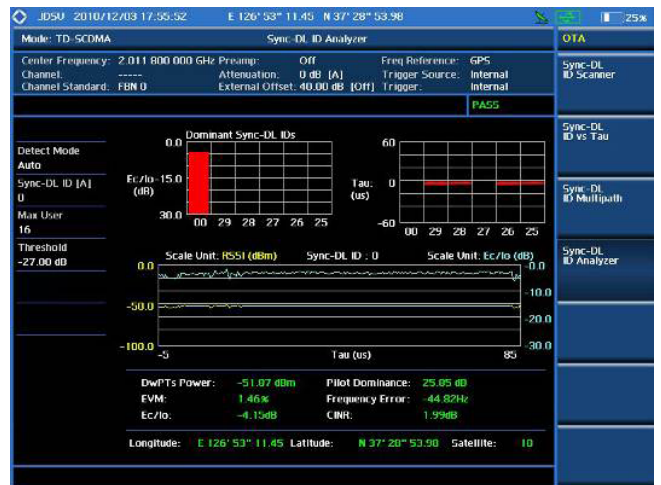 JDSU 2010/12/03 17:55:52 E 126° 53" 11.45 N 37° 28" 53.98 25%
Mode: TD-SCDMA Sync-DL ID Analyzer OTA
Center Frequency: 2.011 800 000 GHz Preamp: Off Freq Reference: GPS
Channel: ----- Attenuation: 0 dB [A] Trigger Source: Internal
Channel Standard: FBN 0 External Offset: 40.00 dB [Off] Trigger: Internal
PASS
Sync-DL
ID Scanner
Sync-DL
ID vs Tau
Sync-DL
ID Multipath
Sync-DL
ID Analyzer
Detect Mode
Auto
Sync-DL ID [A]
0
Max User
16
Threshold
-27.00 dB
Dominant Sync-DL IDs
0.0
Ec/Io-15.0
(dB)
30.0
00 29 28 27 26 25
60
Tau: 0
(us)
-60
00 29 28 27 26 25
Scale Unit: RSSI (dBm) Sync-DL ID : 0 Scale Unit: Ec/Io (dB)
0.0 -0.0
-10.0
-50.0
-20.0
-100.0 -30.0
-5 Tau (us) 85
DwPTs Power: -51.07 dBm Pilot Dominance: 25.05 dB
EVM: 1.46% Frequency Error: -44.82Hz
Ec/Io: -4.15dB CINR: 1.99dB
Longitude: E 126° 53" 11.45 Latitude: N 37° 28" 53.98 Satellite: 10